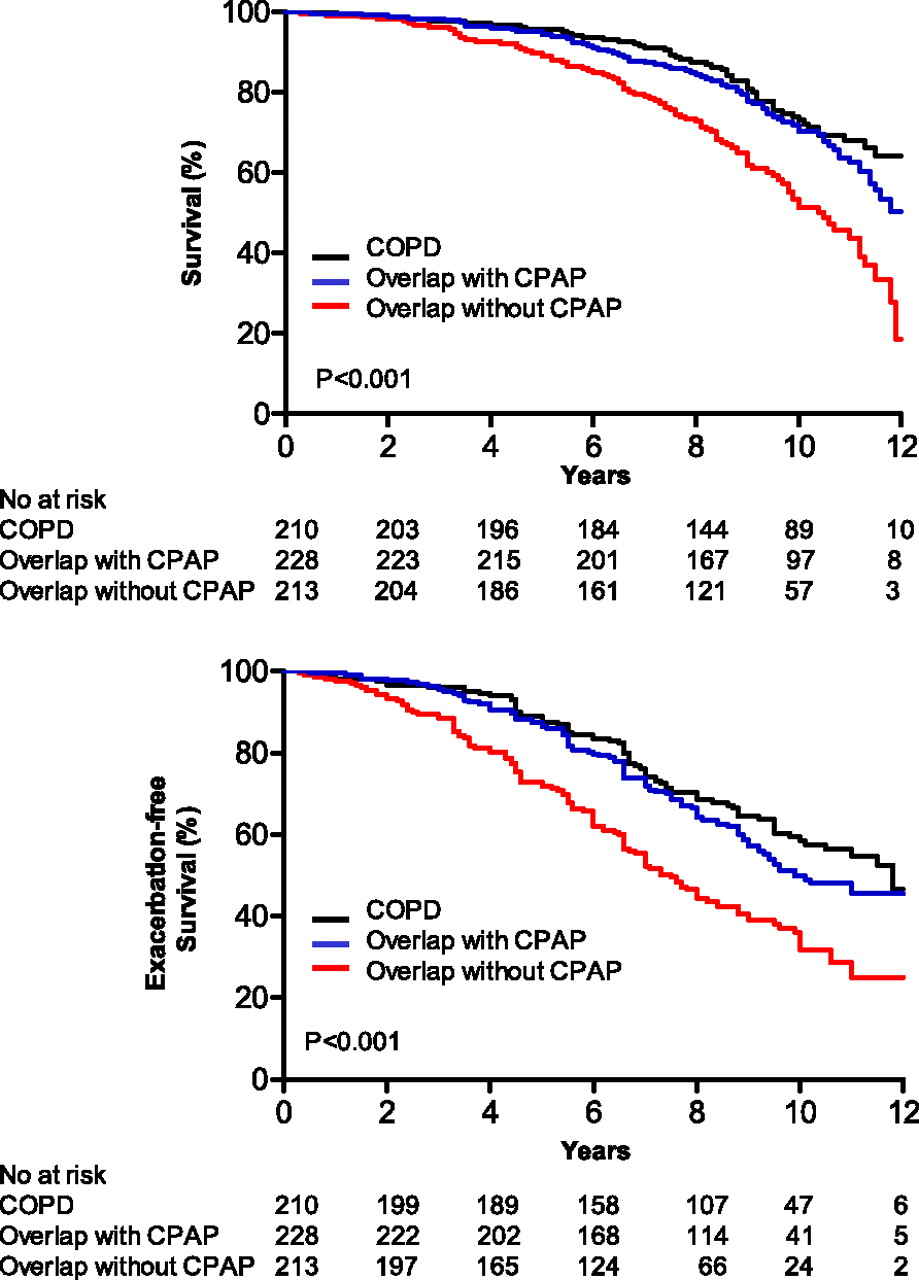 100
80
60
40
20
0
Survival (%)
COPD
Overlap with CPAP
Overlap without CPAP
P<0.001
0 2 4 6 8 10 12
Years
No at risk
COPD 210 203 196 184 144 89 10
Overlap with CPAP 228 223 215 201 167 97 8
Overlap without CPAP 213 204 186 161 121 57 3
100
80
60
40
20
0
Exacerbation-free
Survival (%)
COPD
Overlap with CPAP
Overlap without CPAP
P<0.001
0 2 4 6 8 10 12
Years
No at risk
COPD 210 199 189 158 107 47 6
Overlap with CPAP 228 222 202 168 114 41 5
Overlap without CPAP 213 197 165 124 66 24 2